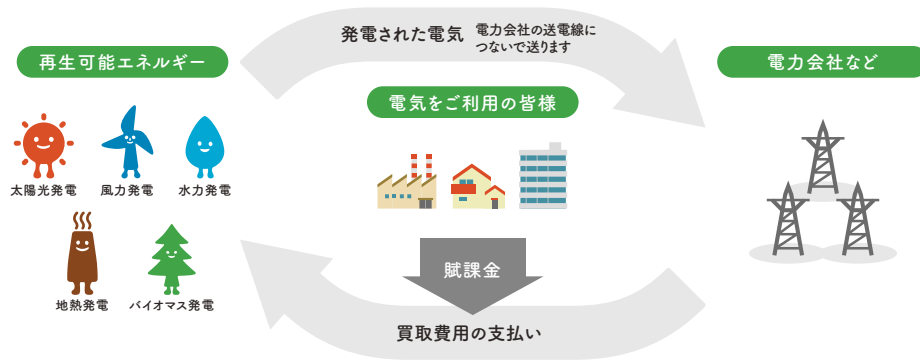 発電された電気
電力会社の送電線に
つないで送ります
再生可能エネルギー
電力会社など
電気をご利用の皆様
太陽光発電
風力発電
水力発電
地熱発電
バイオマス発電
賦課金
買取費用の支払い